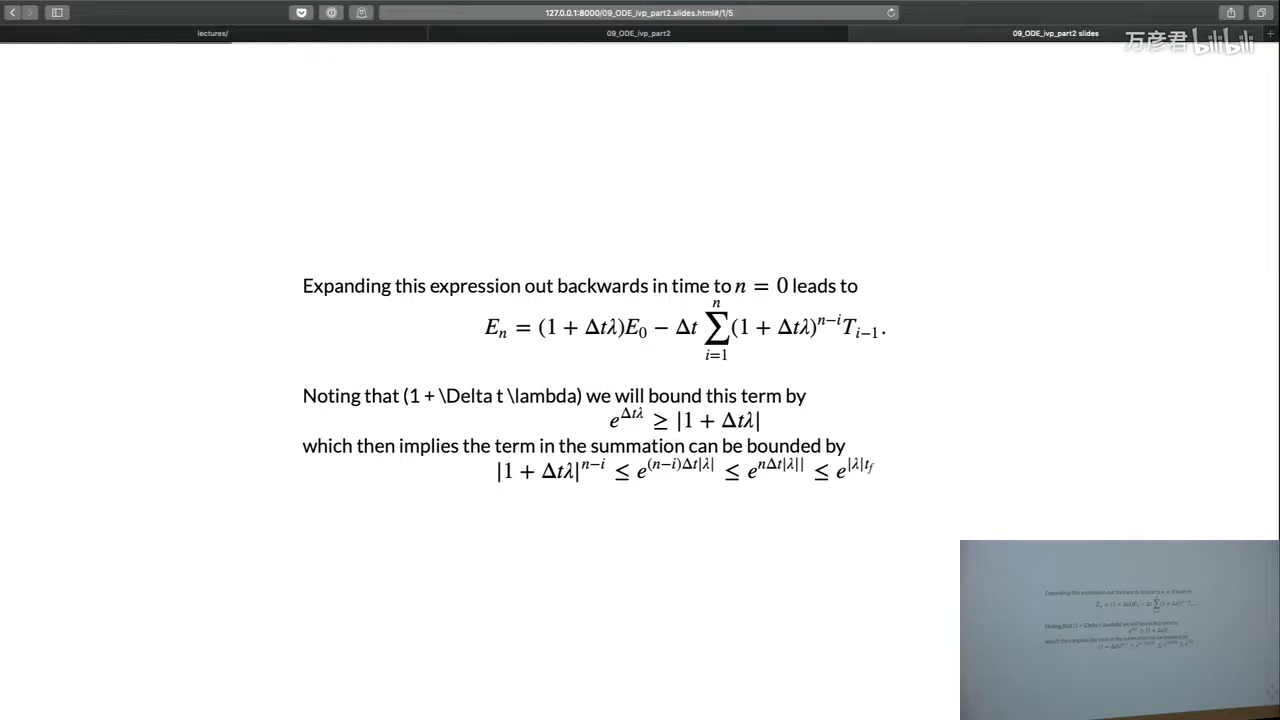 127.0.0.1:8000/09_ODE_ivp_part2.slides.html#/1/5
lectures/
09_ODE_ivp_part2
09_ODE_ivp_part2 slides
万彦君 bilibili
Expanding this expression out backwards in time to n = 0 leads to
E_n = (1 + Δtλ)E_0 − Δt ∑_{i=1}^{n} (1 + Δtλ)^{n−i} T_{i−1}.
Noting that (1 + \Delta t \lambda) we will bound this term by
e^{Δtλ} ≥ |1 + Δtλ|
which then implies the term in the summation can be bounded by
|1 + Δtλ|^{n−i} ≤ e^{(n−i)Δt|λ|} ≤ e^{nΔt|λ||} ≤ e^{|λ|t_f}